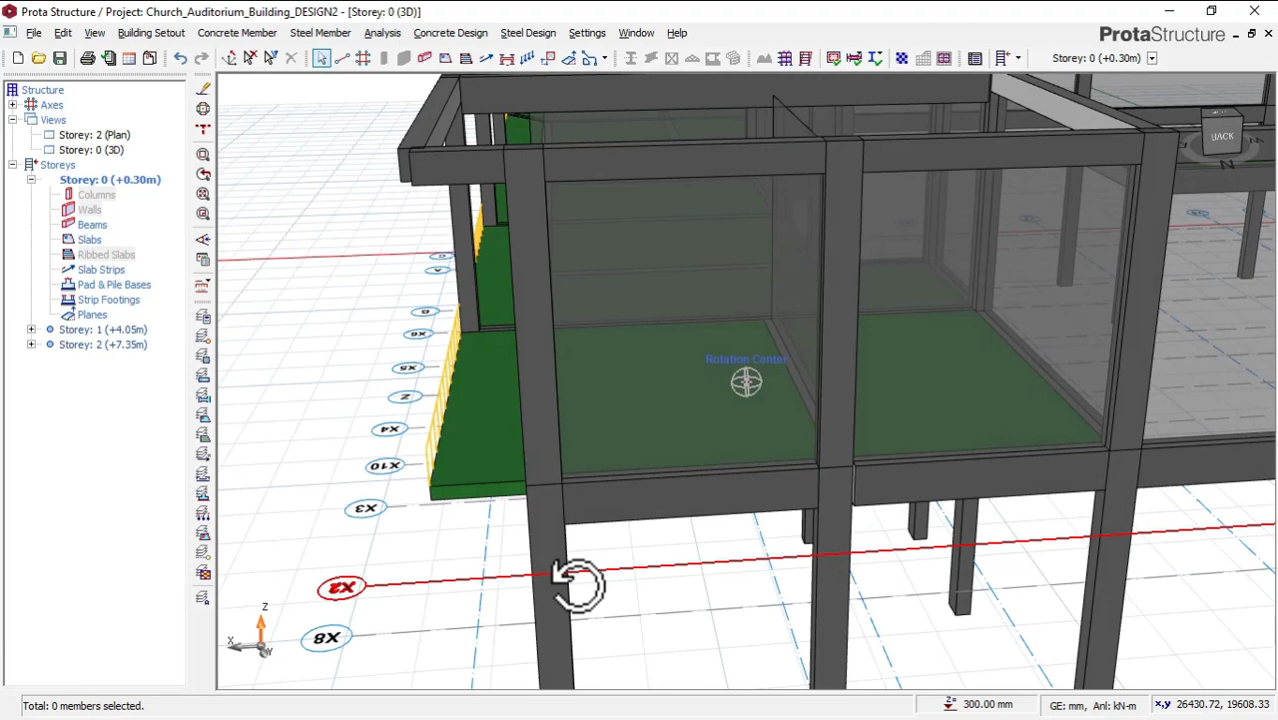 Prota Structure / Project: Church_Auditorium_Building_DESIGN2 - [Storey: 0 (3D)]
File Edit View Building Setout Concrete Member Steel Member Analysis Concrete Design Steel Design Settings Window Help
ProtaStructure
Storey: 0 (+0.30m)
Structure
Axes
Views
Storey: 2 (Plan)
Storey: 0 (3D)
Storeys
Storey: 0 (+0.30m)
Columns
Walls
Beams
Slabs
Ribbed Slabs
Slab Strips
Pad & Pile Bases
Strip Footings
Planes
Storey: 1 (+4.05m)
Storey: 2 (+7.35m)
BACK
N
Rotation Center
X6
X5
Z
X4
X10
X3
X2
X8
Z
X
Y
Total: 0 members selected.
Z= 300.00 mm
GE: mm, Anl: kN-m
x,y 26430.72, 19608.33